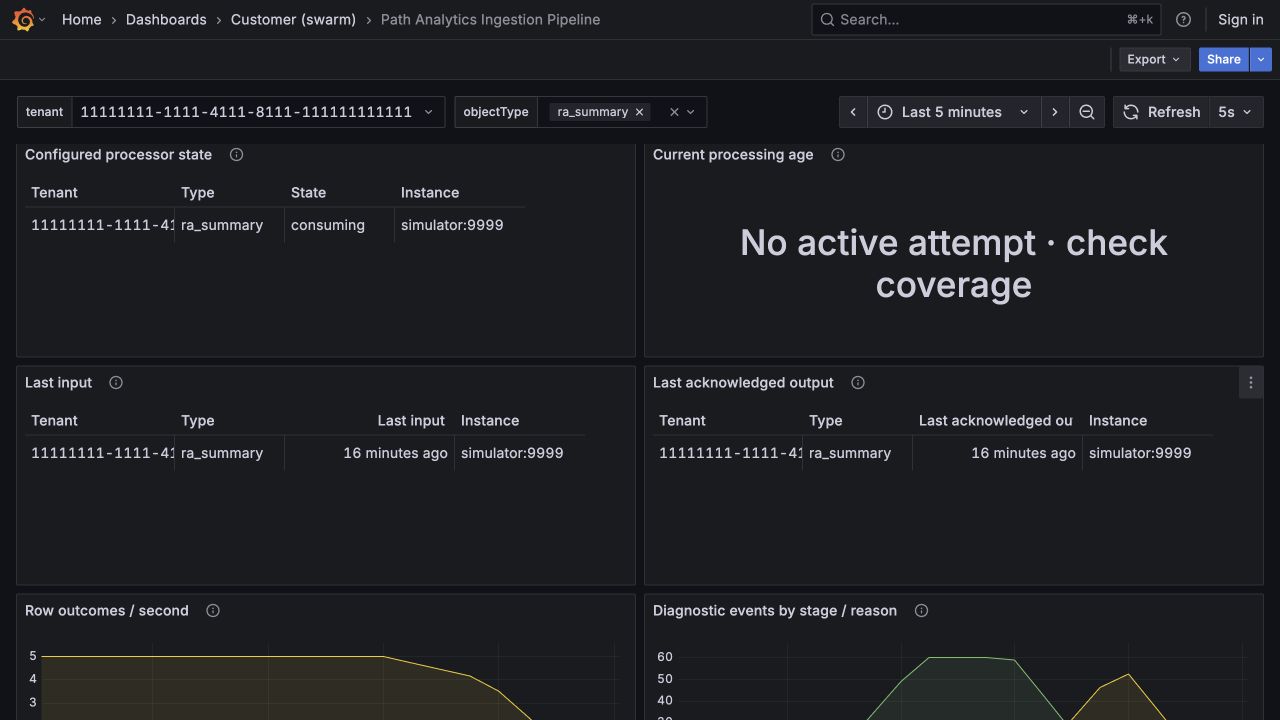 Home › Dashboards › Customer (swarm) › Path Analytics Ingestion Pipeline
Search... ⌘+k
Sign in
Export
Share
tenant 11111111-1111-4111-8111-111111111111
objectType ra_summary
Last 5 minutes
Refresh 5s
Configured processor state
Tenant Type State Instance
11111111-1111-41 ra_summary consuming simulator:9999
Current processing age
No active attempt · check
coverage
Last input
Tenant Type Last input Instance
11111111-1111-41 ra_summary 16 minutes ago simulator:9999
Last acknowledged output
Tenant Type Last acknowledged ou Instance
11111111-1111-41 ra_summary 16 minutes ago simulator:9999
Row outcomes / second
5
4
3
Diagnostic events by stage / reason
60
50
40